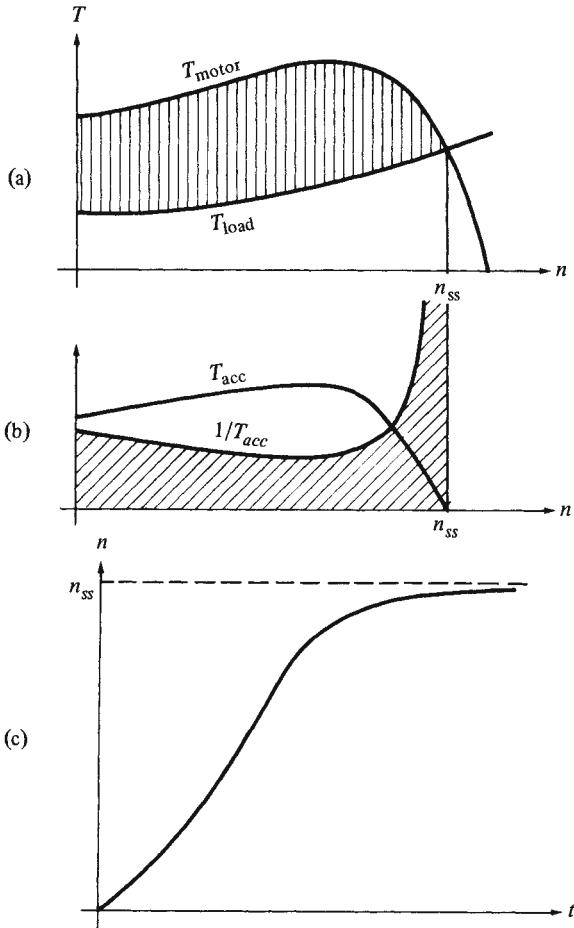 T
T_motor
(a)
T_load
n
n_ss
T_acc
(b)
1/T_acc
n_ss
n
n
n_ss
(c)
t